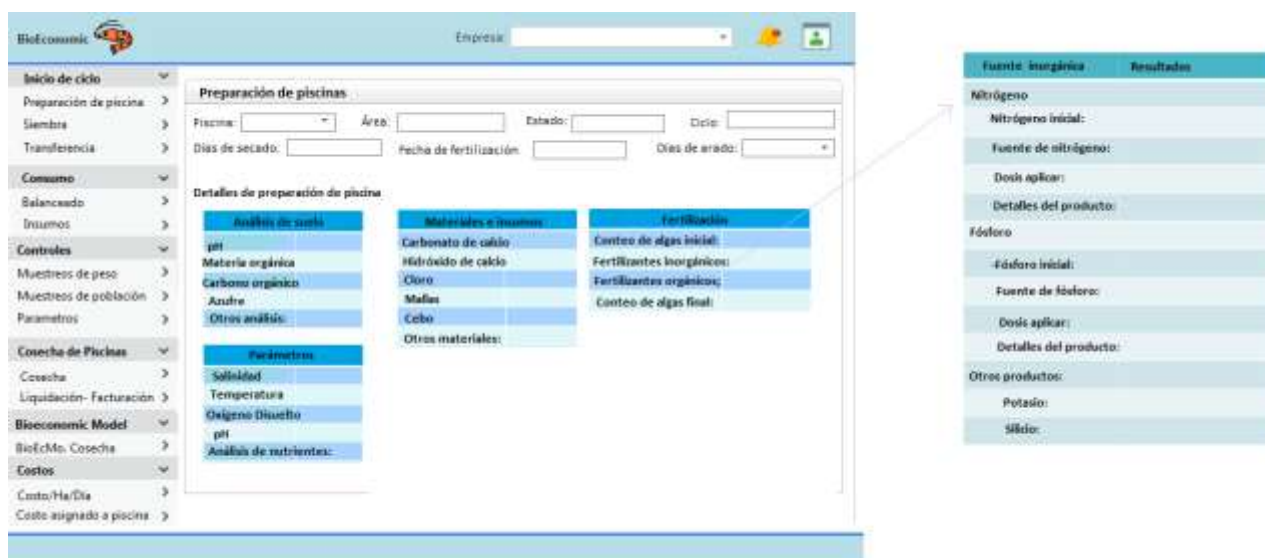 BioEconomic
Empresa:
Inicio de ciclo
Preparación de piscina
Siembra
Transferencia
Consumo
Balanceado
Insumos
Controles
Muestreos de peso
Muestreos de población
Parametros
Cosecha de Piscinas
Cosecha
Liquidación- Facturación
Bioeconomic Model
BioEcMo. Cosecha
Costos
Costo/Ha/Día
Costo asignado a piscina
Preparación de piscinas
Piscina: Área: Estado: Ciclo:
Días de secado: Fecha de fertilización Días de arado:
Detalles de preparación de piscina
Análisis de suelo
pH
Materia orgánica
Carbono orgánico
Azufre
Otros análisis:
Parámetros
Salinidad
Temperatura
Oxigeno Disuelto
pH
Análisis de nutrientes:
Materiales e insumos
Carbonato de calcio
Hidróxido de calcio
Cloro
Mallas
Cebo
Otros materiales:
Fertilización
Conteo de algas inicial:
Fertilizantes inorgánicos:
Fertilizantes orgánicos;
Conteo de algas final:
Fuente inorgánica Resultados
Nitrógeno
Nitrógeno inicial:
Fuente de nitrógeno:
Dosis aplicar:
Detalles del producto:
Fósforo
-Fósforo inicial:
Fuente de fósforo:
Dosis aplicar:
Detalles del producto:
Otros productos:
Potasio:
Silicio: